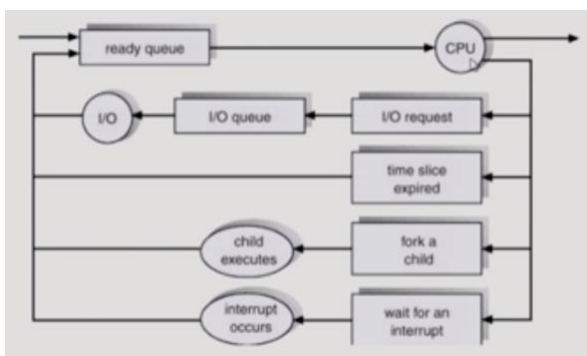 ready queue
CPU
I/O
I/O queue
I/O request
time slice
expired
child
executes
fork a
child
interrupt
occurs
wait for an
interrupt